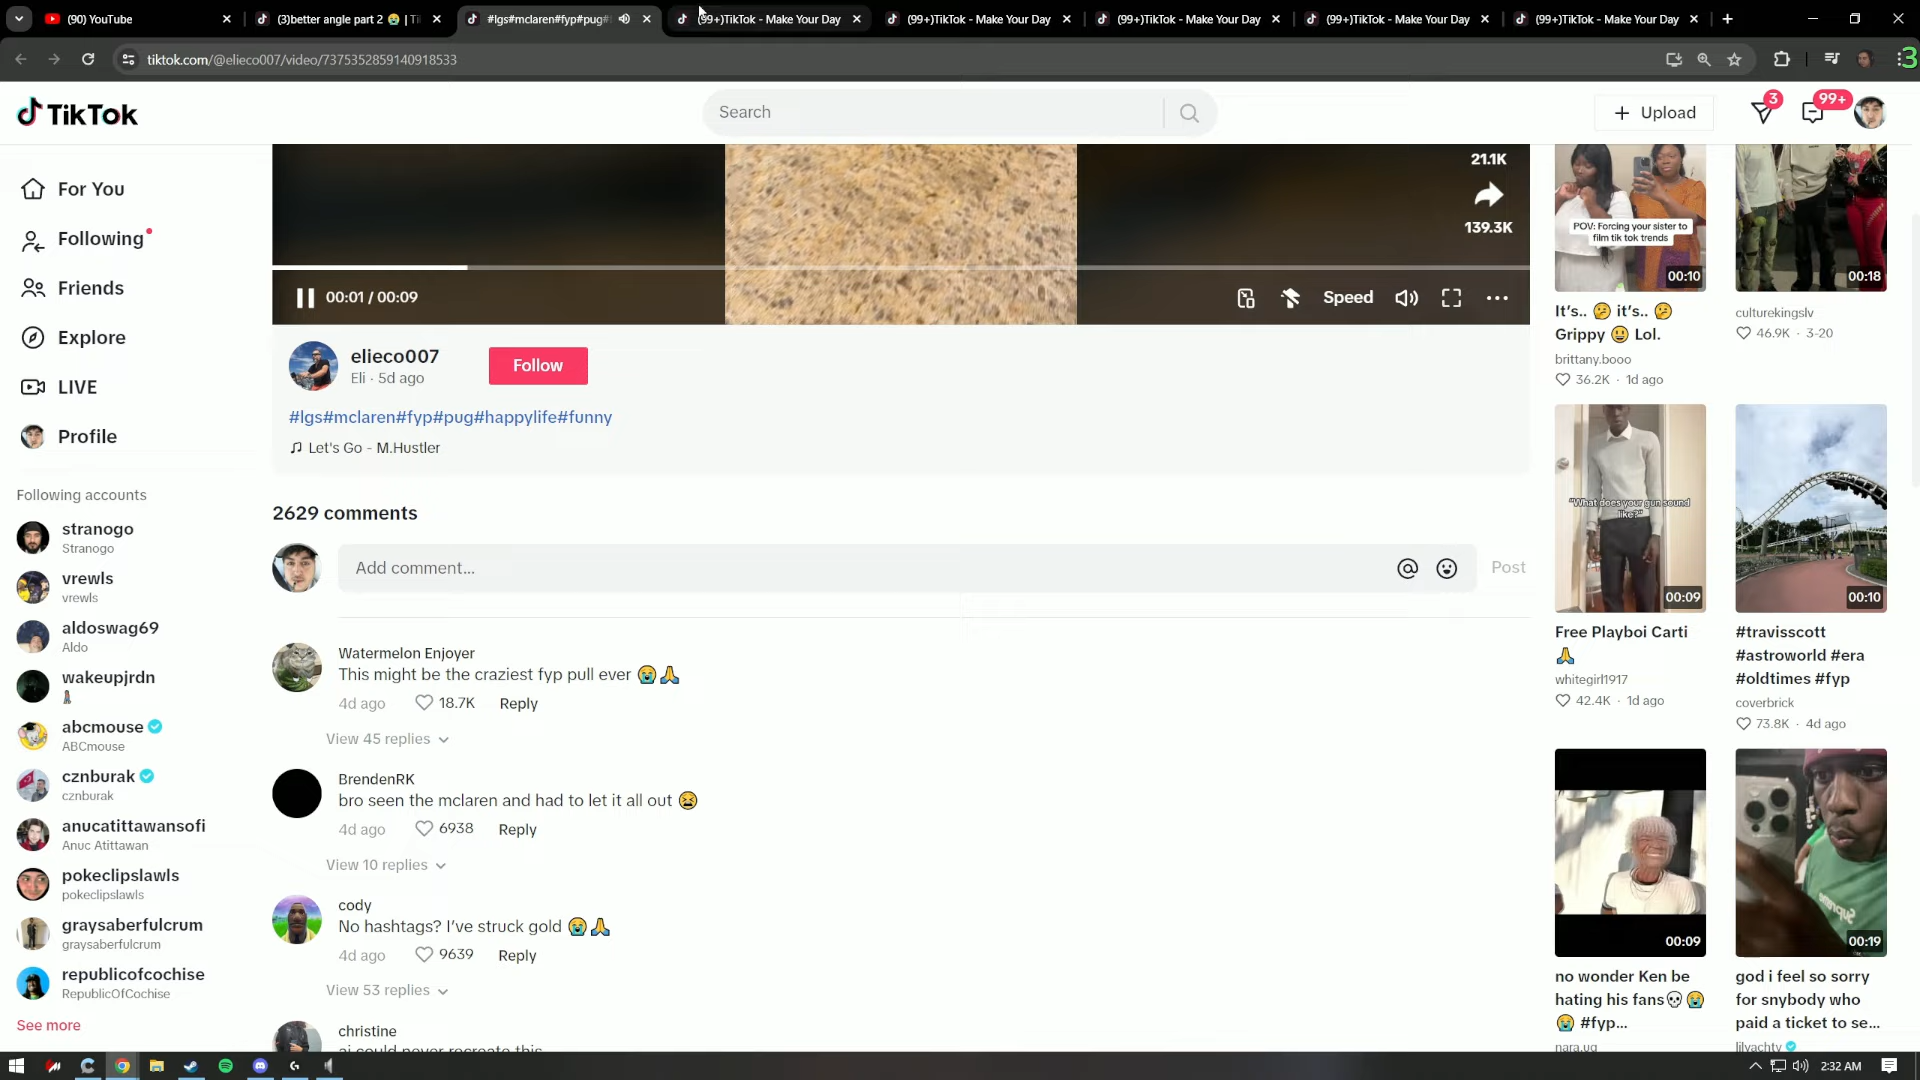 (90) YouTube
(3)better angle part 2 😭 | Ti
#lgs#mclaren#fyp#pug#
(99+)TikTok - Make Your Day
(99+)TikTok - Make Your Day
(99+)TikTok - Make Your Day
(99+)TikTok - Make Your Day
(99+)TikTok - Make Your Day
tiktok.com/@elieco007/video/7375352859140918533
3
TikTok
Search
Upload
3
99+
For You
Following
Friends
Explore
LIVE
Profile
Following accounts
stranogo
Stranogo
vrewls
vrewls
aldoswag69
Aldo
wakeupjrdn
abcmouse
ABCmouse
cznburak
cznburak
anucatittawansofi
Anuc Atittawan
pokeclipslawls
pokeclipslawls
graysaberfulcrum
graysaberfulcrum
republicofcochise
RepublicOfCochise
See more
21.1K
139.3K
00:01 / 00:09
Speed
elieco007
Eli · 5d ago
Follow
#lgs#mclaren#fyp#pug#happylife#funny
♫ Let's Go - M.Hustler
2629 comments
Add comment...
Post
Watermelon Enjoyer
This might be the craziest fyp pull ever 😭🙏
4d ago 18.7K Reply
View 45 replies
BrendenRK
bro seen the mclaren and had to let it all out 😫
4d ago 6938 Reply
View 10 replies
cody
No hashtags? I've struck gold 😭🙏
4d ago 9639 Reply
View 53 replies
christine
ai could never recreate this
POV: Forcing your sister to
film tik tok trends
00:10
It's.. 🤔 it's.. 🤔
Grippy 😃 Lol.
brittany.booo
36.2K · 1d ago
00:18
culturekingslv
46.9K · 3-20
"What does your gun sound
like?"
00:09
Free Playboi Carti
🙏
whitegirl1917
42.4K · 1d ago
00:10
#travisscott
#astroworld #era
#oldtimes #fyp
coverbrick
73.8K · 4d ago
00:09
no wonder Ken be
hating his fans💀😭
😭 #fyp...
nara.ug
Supreme
00:19
god i feel so sorry
for snybody who
paid a ticket to se...
lilyachty
2:32 AM